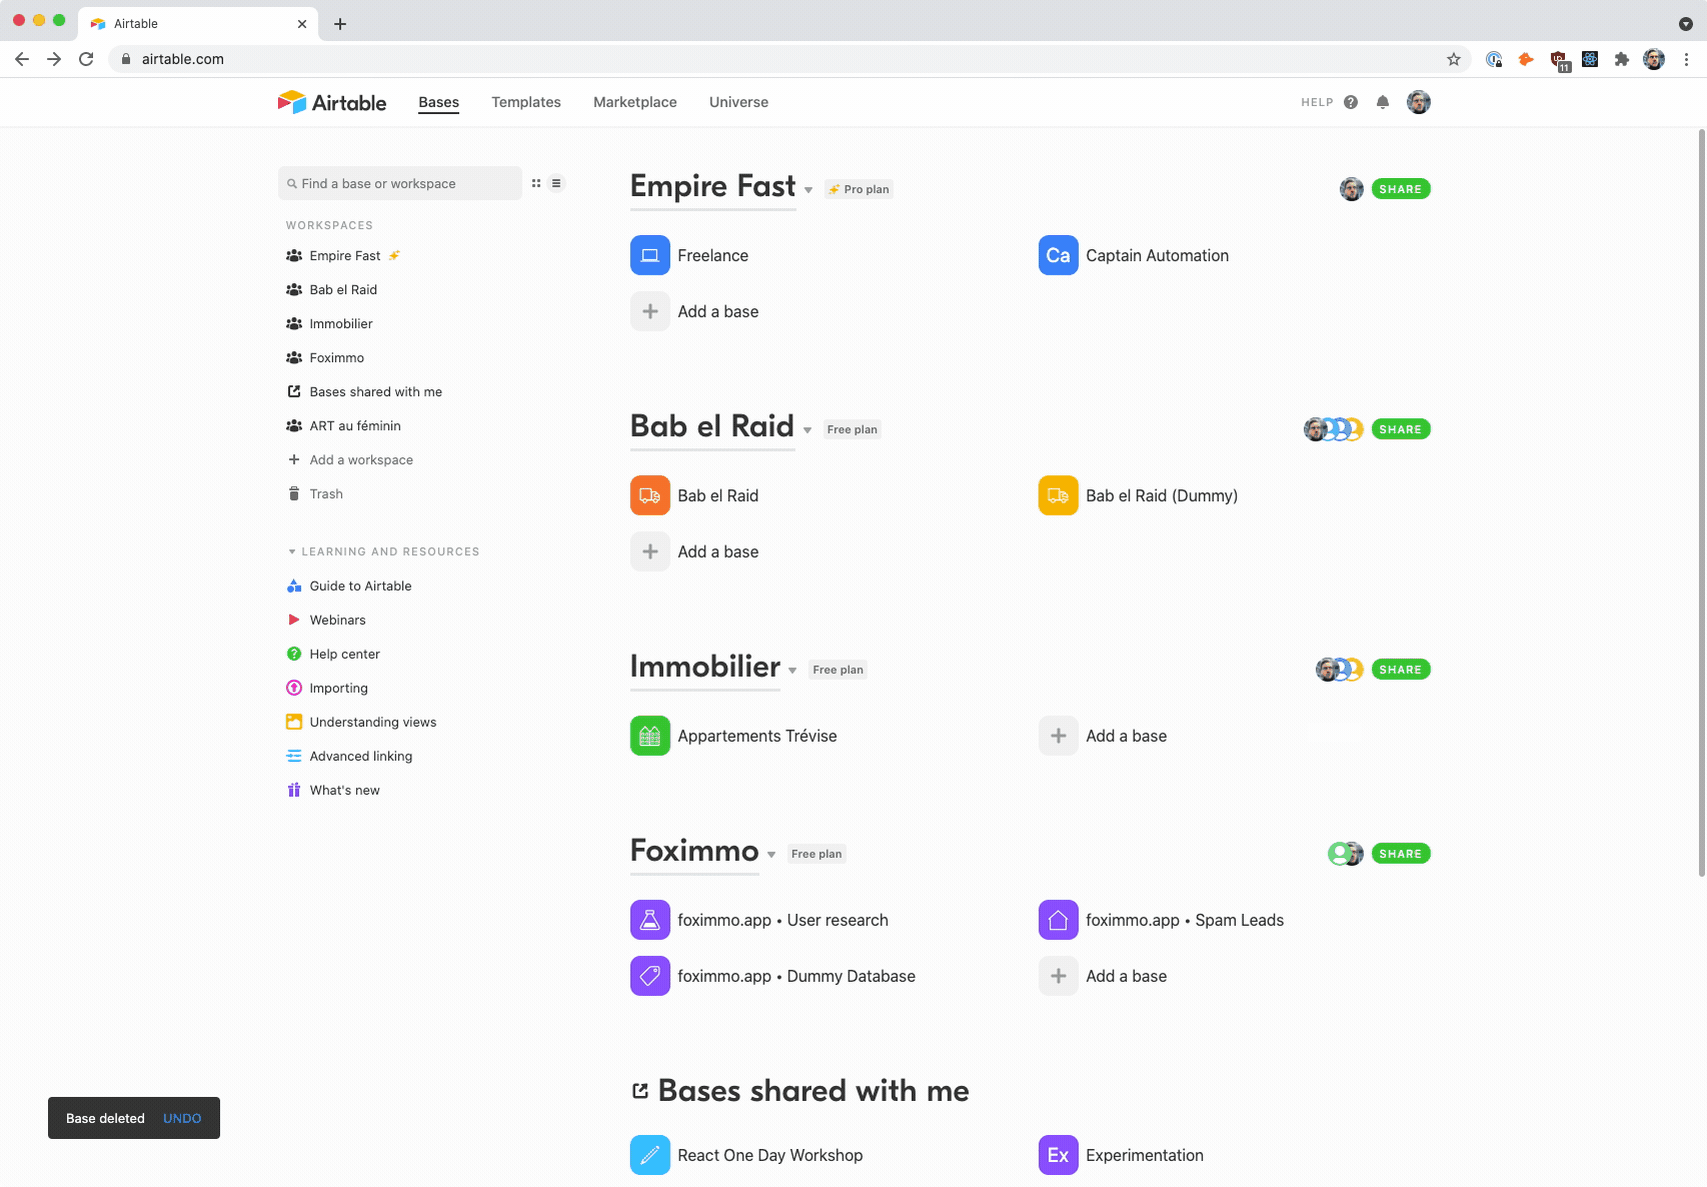 Airtable
airtable.com
11
Airtable
Bases
Templates
Marketplace
Universe
HELP
Find a base or workspace
WORKSPACES
Empire Fast
Bab el Raid
Immobilier
Foximmo
Bases shared with me
ART au féminin
Add a workspace
Trash
LEARNING AND RESOURCES
Guide to Airtable
Webinars
Help center
Importing
Understanding views
Advanced linking
What's new
Empire Fast
Pro plan
SHARE
Freelance
Ca
Captain Automation
Add a base
Bab el Raid
Free plan
SHARE
Bab el Raid
Bab el Raid (Dummy)
Add a base
Immobilier
Free plan
SHARE
Appartements Trévise
Add a base
Foximmo
Free plan
SHARE
foximmo.app • User research
foximmo.app • Spam Leads
foximmo.app • Dummy Database
Add a base
Bases shared with me
React One Day Workshop
Ex
Experimentation
Base deleted
UNDO